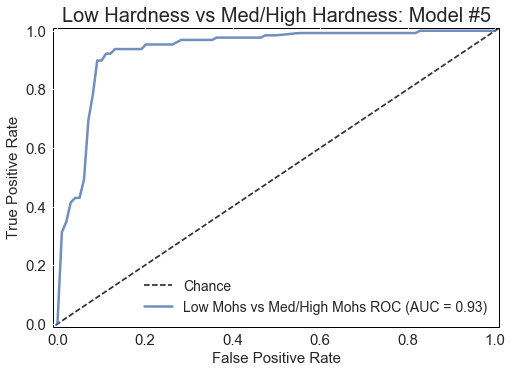 Low Hardness vs Med/High Hardness: Model #5
True Positive Rate
1.0
0.8
0.6
0.4
0.2
0.0
Chance
Low Mohs vs Med/High Mohs ROC (AUC = 0.93)
0.0 0.2 0.4 0.6 0.8 1.0
False Positive Rate